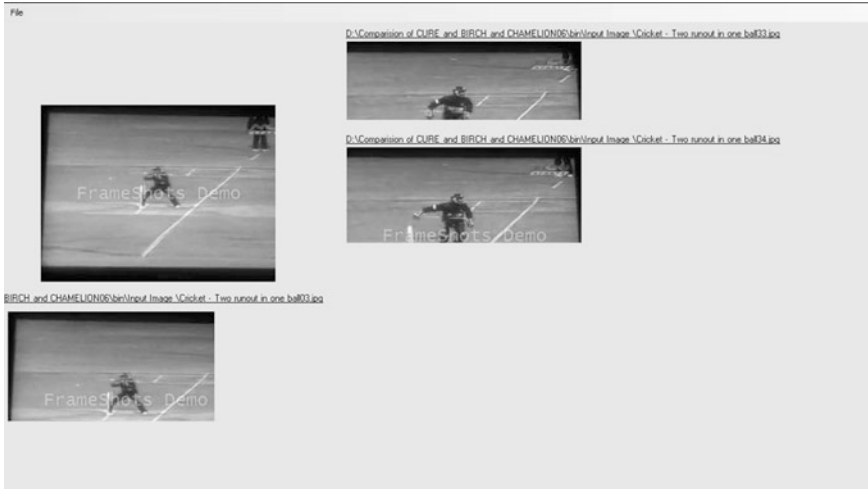 File
D:\Comparision of CURE and BIRCH and CHAMELION06\bin\Input Image \Cricket - Two runout in one ball33.jpg
D:\Comparision of CURE and BIRCH and CHAMELION06\bin\Input Image \Cricket - Two runout in one ball34.jpg
FrameShots Demo
FrameShots Demo
BIRCH and CHAMELION06\bin\Input Image \Cricket - Two runout in one ball03.jpg
FrameShots Demo